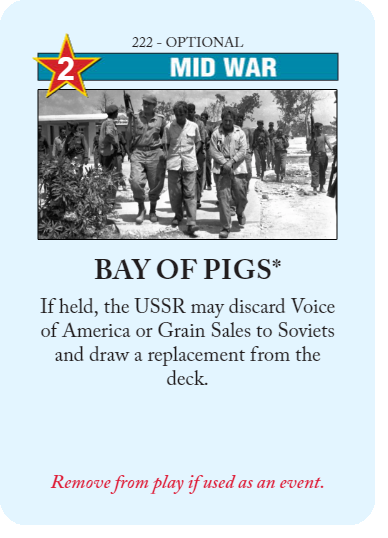 222 - OPTIONAL
2
MID WAR
BAY OF PIGS*
If held, the USSR may discard Voice
of America or Grain Sales to Soviets
and draw a replacement from the
deck.
Remove from play if used as an event.